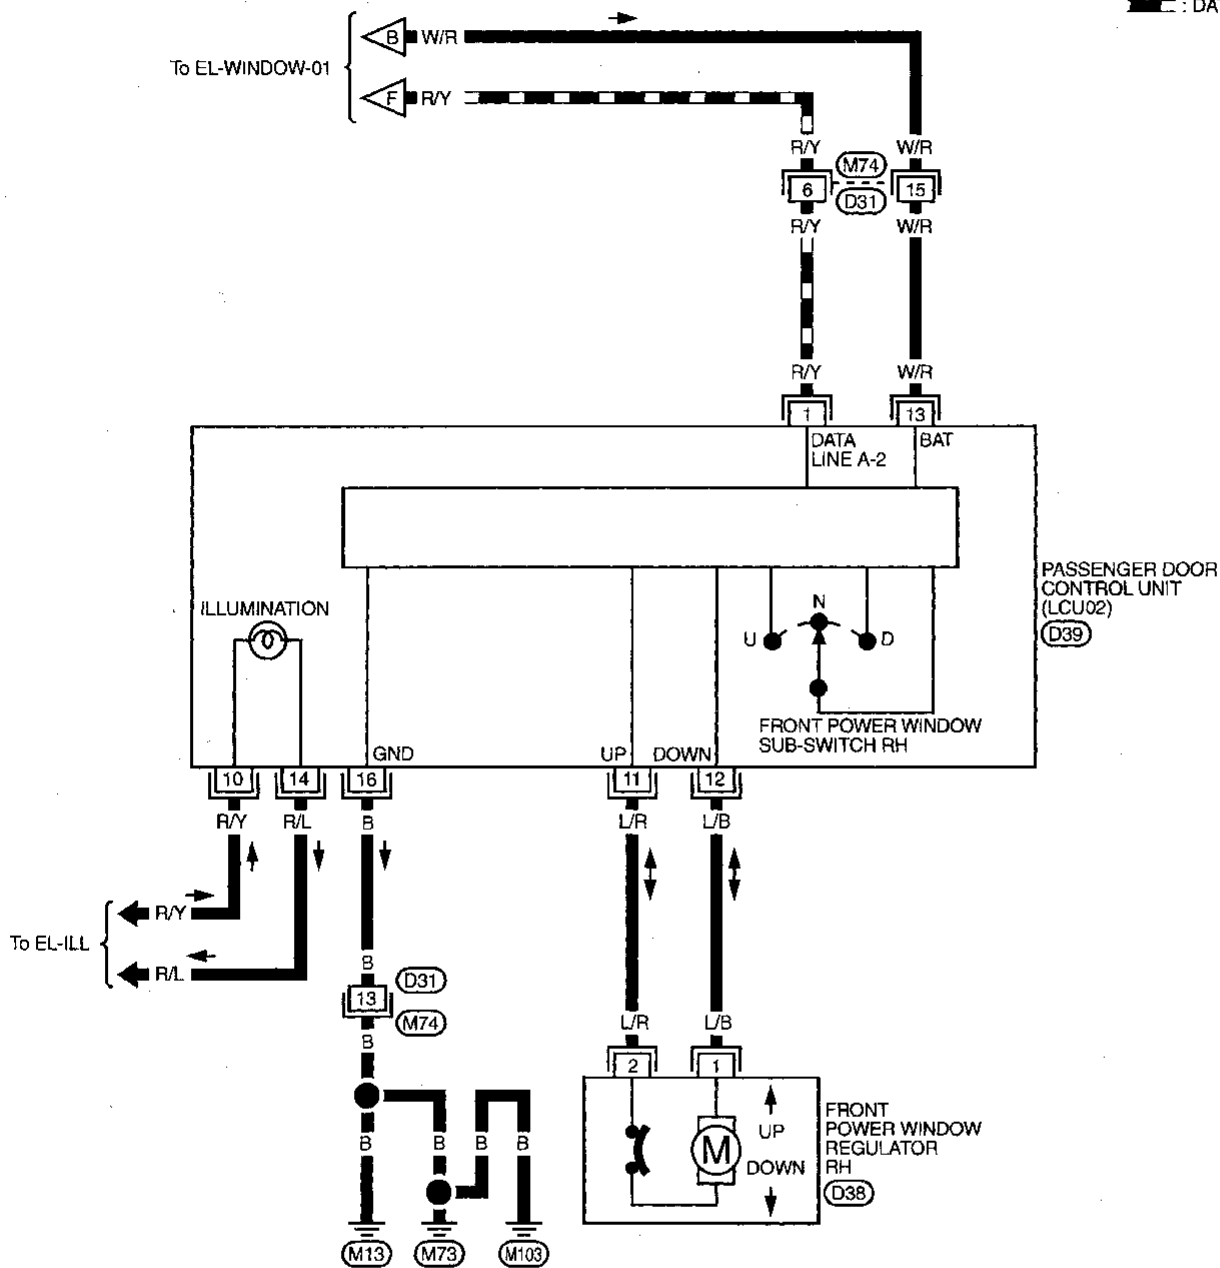 : DA
B W/R
To EL-WINDOW-01
F R/Y
R/Y W/R
M74
6 15
D31
R/Y W/R
R/Y W/R
1 13
DATA
LINE A-2
BAT
PASSENGER DOOR
CONTROL UNIT
(LCU02)
D39
ILLUMINATION
N
U D
FRONT POWER WINDOW
SUB-SWITCH RH
GND UP DOWN
10 14 16 11 12
R/Y R/L B L/R L/B
R/Y
To EL-ILL
R/L
B
D31
13
M74
B
L/R L/B
2 1
B B B B
M
UP
DOWN
FRONT
POWER WINDOW
REGULATOR
RH
D38
M13 M73 M103